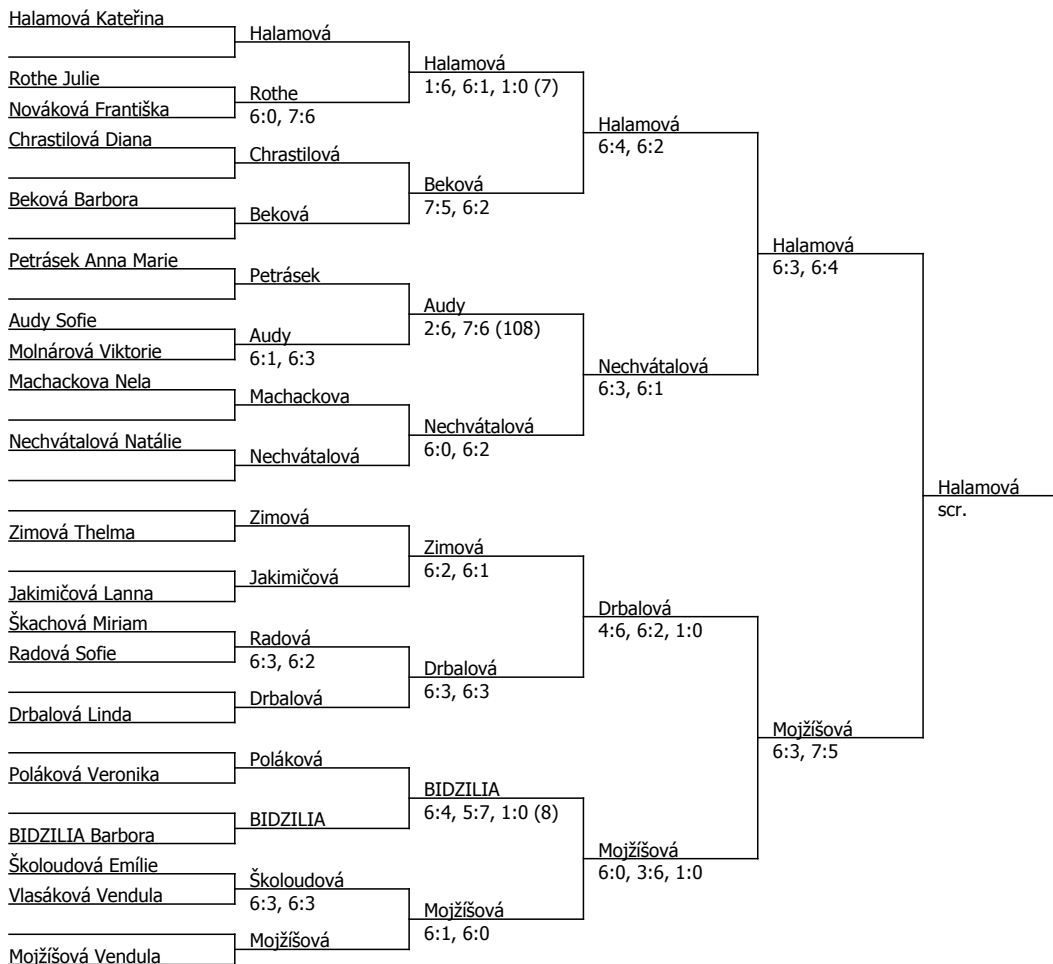 Halamová Kateřina
Rothe Julie
Nováková Františka
Chrastilová Diana
Beková Barbora
Petrásek Anna Marie
Audy Sofie
Molnárová Viktorie
Machackova Nela
Nechvátalová Natálie
Zimová Thelma
Jakimičová Lanna
Škachová Miriam
Radová Sofie
Drbalová Linda
Poláková Veronika
BIDZILIA Barbora
Školoudová Emílie
Vlasáková Vendula
Mojžíšová Vendula
Halamová
Rothe
6:0, 7:6
Chrastilová
Beková
Petrásek
Audy
6:1, 6:3
Machackova
Nechvátalová
Zimová
Jakimičová
Radová
6:3, 6:2
Drbalová
Poláková
BIDZILIA
Školoudová
6:3, 6:3
Mojžíšová
Halamová
1:6, 6:1, 1:0 (7)
Beková
7:5, 6:2
Audy
2:6, 7:6 (108)
Nechvátalová
6:0, 6:2
Zimová
6:2, 6:1
Drbalová
6:3, 6:3
BIDZILIA
6:4, 5:7, 1:0 (8)
Mojžíšová
6:1, 6:0
Halamová
6:4, 6:2
Nechvátalová
6:3, 6:1
Drbalová
4:6, 6:2, 1:0
Mojžíšová
6:0, 3:6, 1:0
Halamová
6:3, 6:4
Mojžíšová
6:3, 7:5
Halamová
scr.